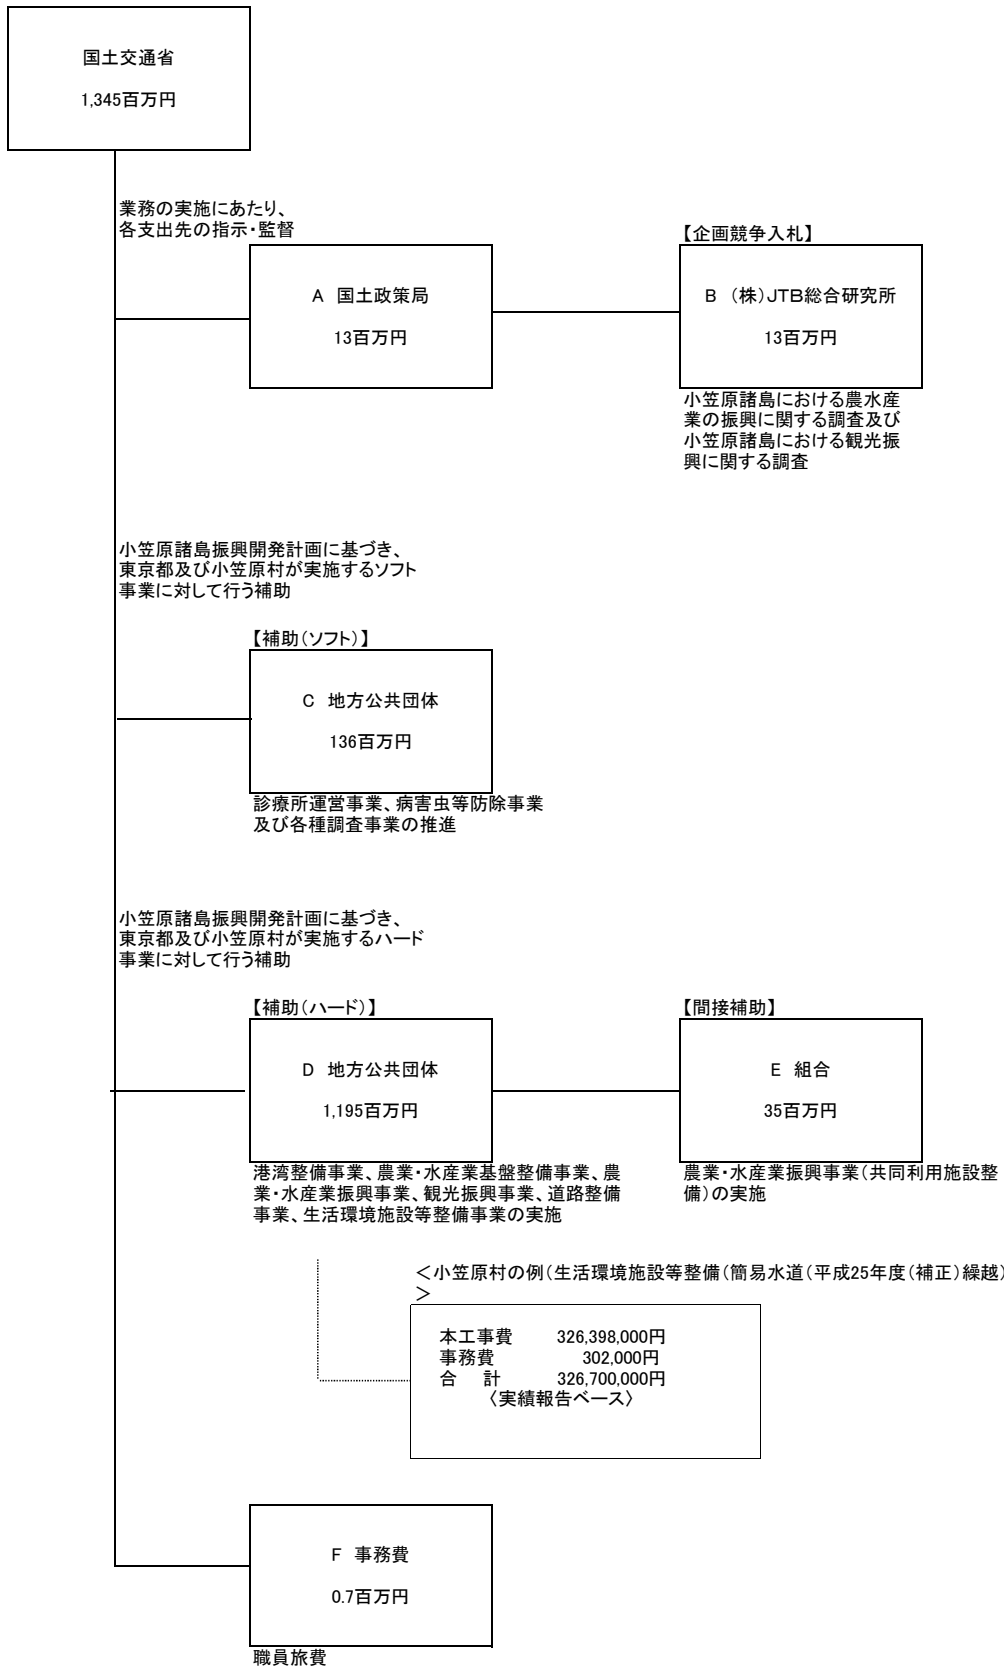 国土交通省
1,345百万円
業務の実施にあたり、
各支出先の指示・監督
【企画競争入札】
A 国土政策局
13百万円
B （株）JTB総合研究所
13百万円
小笠原諸島における農水産
業の振興に関する調査及び
小笠原諸島における観光振
興に関する調査
小笠原諸島振興開発計画に基づき、
東京都及び小笠原村が実施するソフト
事業に対して行う補助
【補助（ソフト）】
C 地方公共団体
136百万円
診療所運営事業、病害虫等防除事業
及び各種調査事業の推進
小笠原諸島振興開発計画に基づき、
東京都及び小笠原村が実施するハード
事業に対して行う補助
【補助（ハード）】
D 地方公共団体
1,195百万円
港湾整備事業、農業・水産業基盤整備事業、農
業・水産業振興事業、観光振興事業、道路整備
事業、生活環境施設等整備事業の実施
【間接補助】
E 組合
35百万円
農業・水産業振興事業（共同利用施設整
備）の実施
＜小笠原村の例（生活環境施設等整備（簡易水道（平成25年度（補正）繰越）
＞
本工事費 326,398,000円
事務費 302,000円
合 計 326,700,000円
〈実績報告ベース〉
F 事務費
0.7百万円
職員旅費